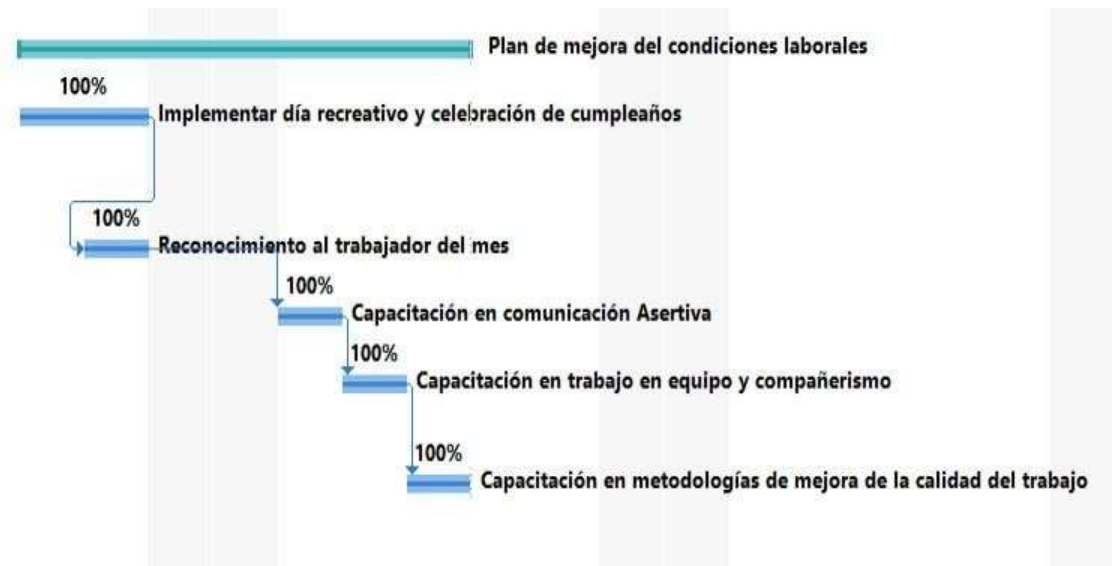 Plan de mejora del condiciones laborales
100%
Implementar día recreativo y celebración de cumpleaños
100%
Reconocimiento al trabajador del mes
100%
Capacitación en comunicación Asertiva
100%
Capacitación en trabajo en equipo y compañerismo
100%
Capacitación en metodologías de mejora de la calidad del trabajo